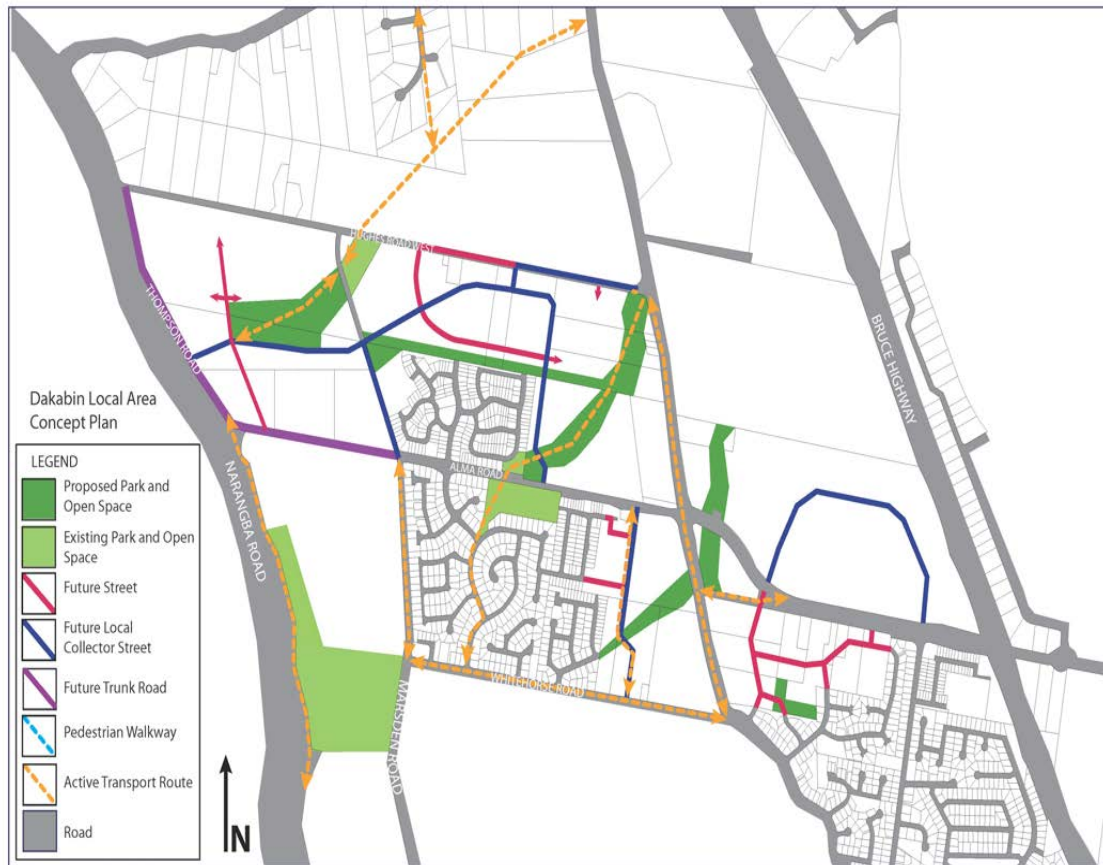 HUGHES ROAD WEST
THOMPSON ROAD
BRUCE HIGHWAY
Dakabin Local Area
Concept Plan
LEGEND
Proposed Park and
Open Space
Existing Park and Open
Space
Future Street
Future Local
Collector Street
Future Trunk Road
Pedestrian Walkway
Active Transport Route
Road
NARANGBA ROAD
ALMA ROAD
WHITEHORSE ROAD
MARSDEN ROAD
N